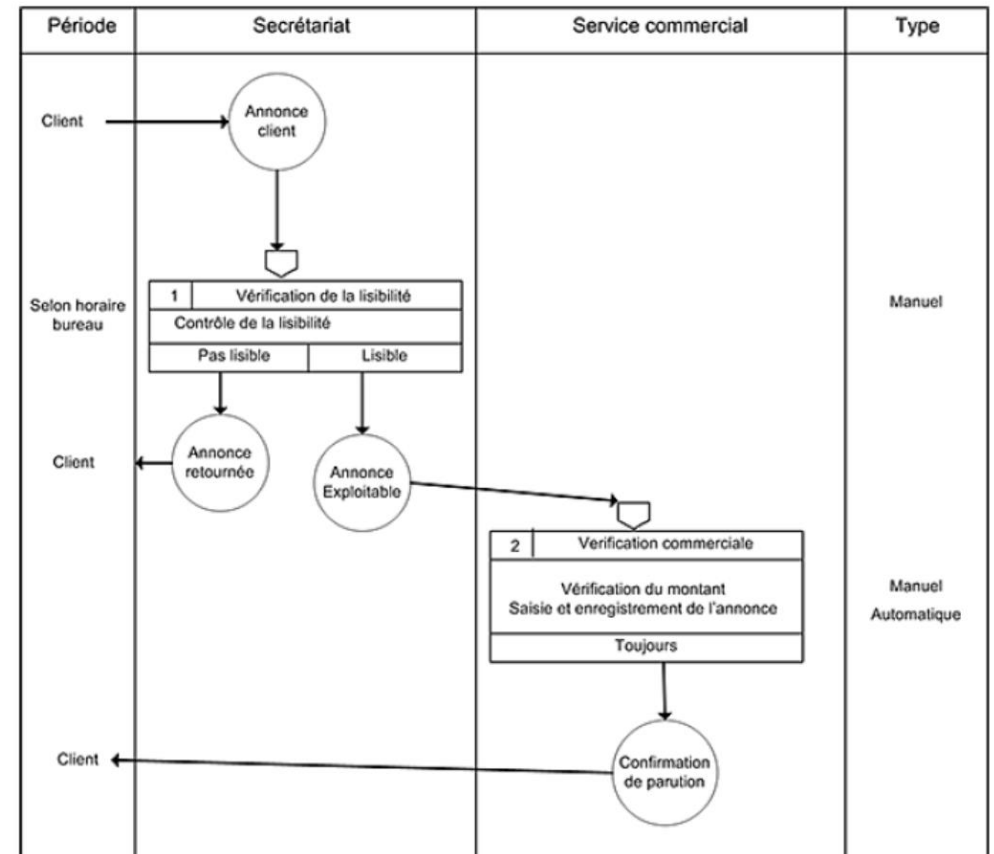 Période
Secrétariat
Service commercial
Type
Client
Annonce
client
Selon horaire
bureau
1
Vérification de la lisibilité
Contrôle de la lisibilité
Pas lisible
Lisible
Manuel
Client
Annonce
retournée
Annonce
Exploitable
2
Verification commerciale
Vérification du montant
Saisie et enregistrement de l'annonce
Toujours
Manuel
Automatique
Client
Confirmation
de parution